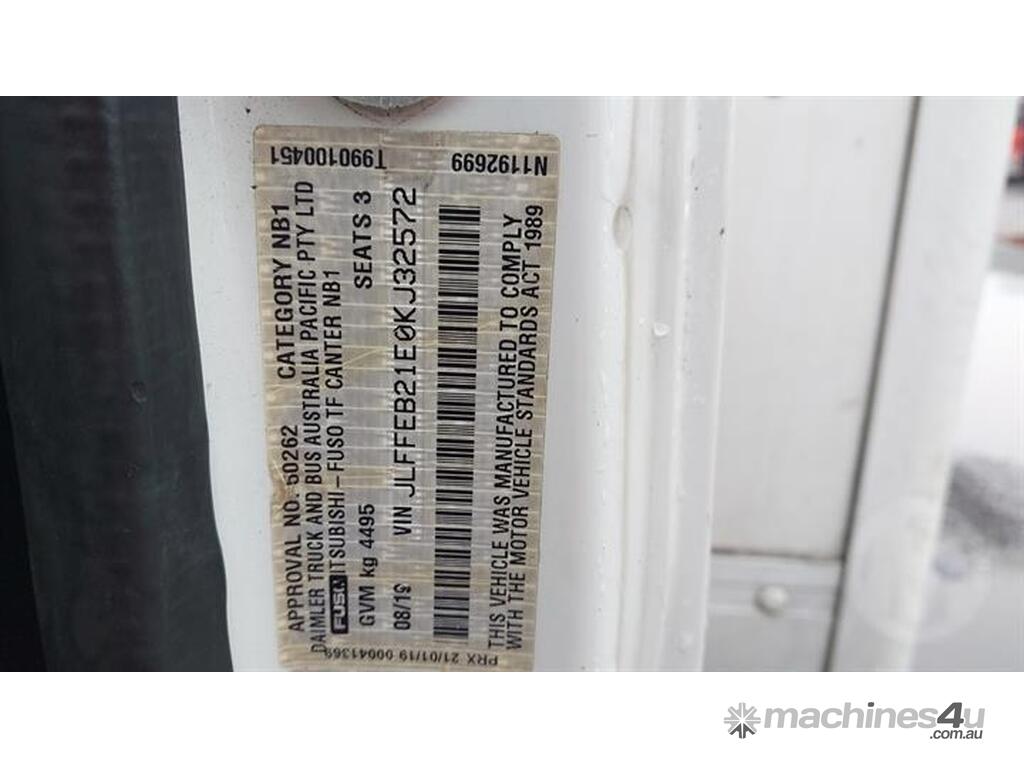 APPROVAL NO. 50262 CATEGORY NB1
DAIMLER TRUCK AND BUS AUSTRALIA PACIFIC PTY LTD
FUSO MITSUBISHI - FUSO TF CANTER NB1
GVM kg 4495 SEATS 3
08/19 VIN JLFFEB21E0KJ32572
THIS VEHICLE WAS MANUFACTURED TO COMPLY
WITH THE MOTOR VEHICLE STANDARDS ACT 1989
T990100451
N1192699
PRX 21/01/19 00041369
machines4u
.com.au